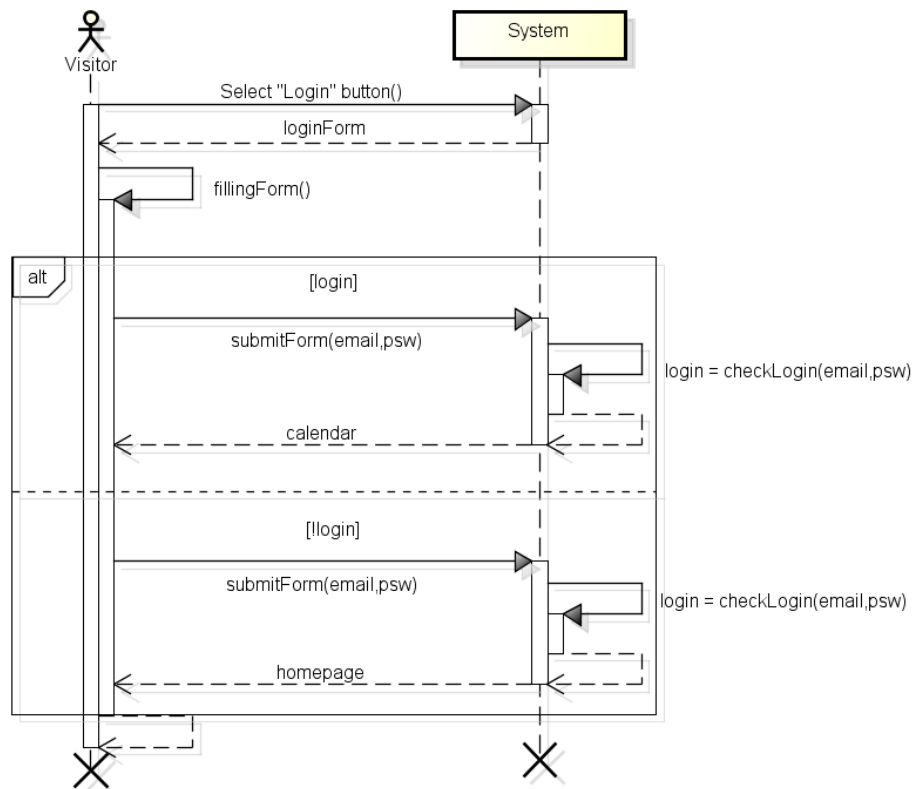 System
Visitor
Select "Login" button()
loginForm
fillingForm()
alt
[login]
submitForm(email,psw)
login = checkLogin(email,psw)
calendar
[!login]
submitForm(email,psw)
login = checkLogin(email,psw)
homepage